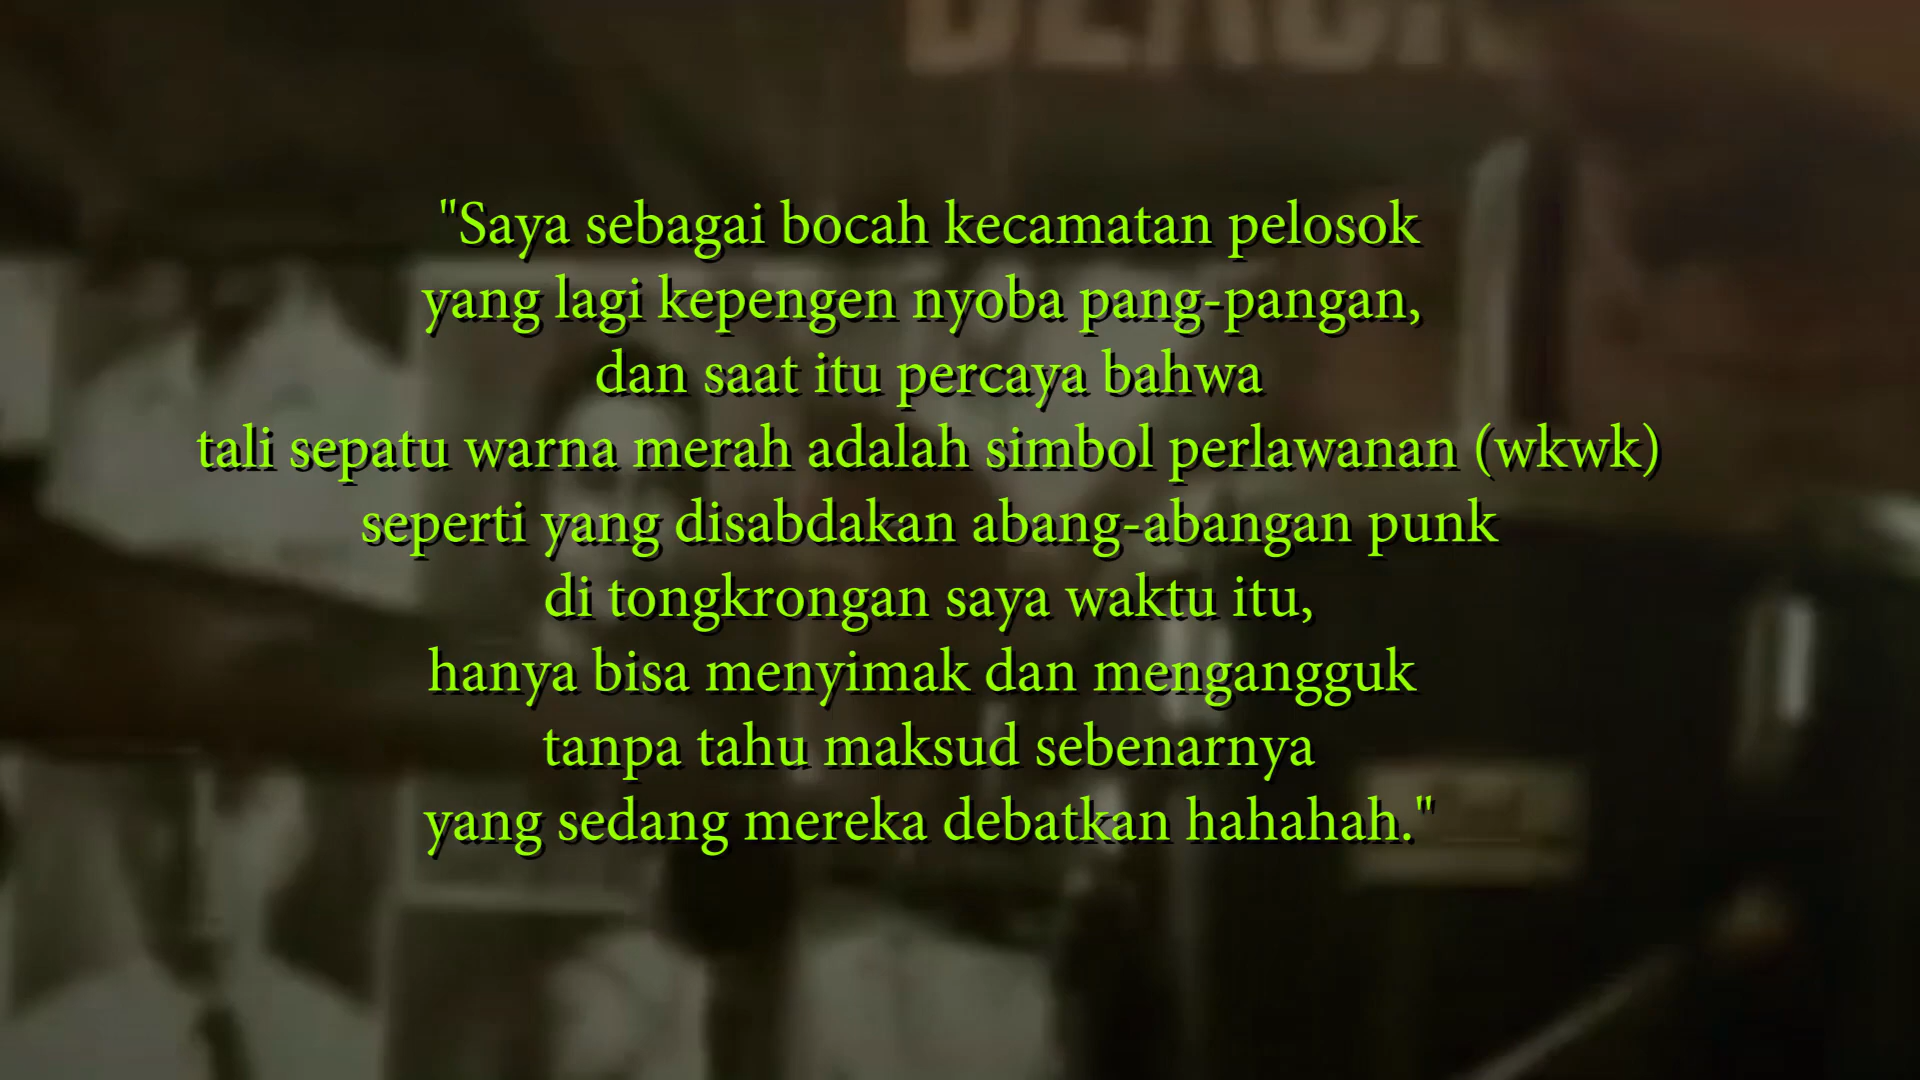 "Saya sebagai bocah kecamatan pelosok
yang lagi kepengen nyoba pang-pangan,
dan saat itu percaya bahwa
tali sepatu warna merah adalah simbol perlawanan (wkwk)
seperti yang disabdakan abang-abangan punk
di tongkrongan saya waktu itu,
hanya bisa menyimak dan mengangguk
tanpa tahu maksud sebenarnya
yang sedang mereka debatkan hahahah."